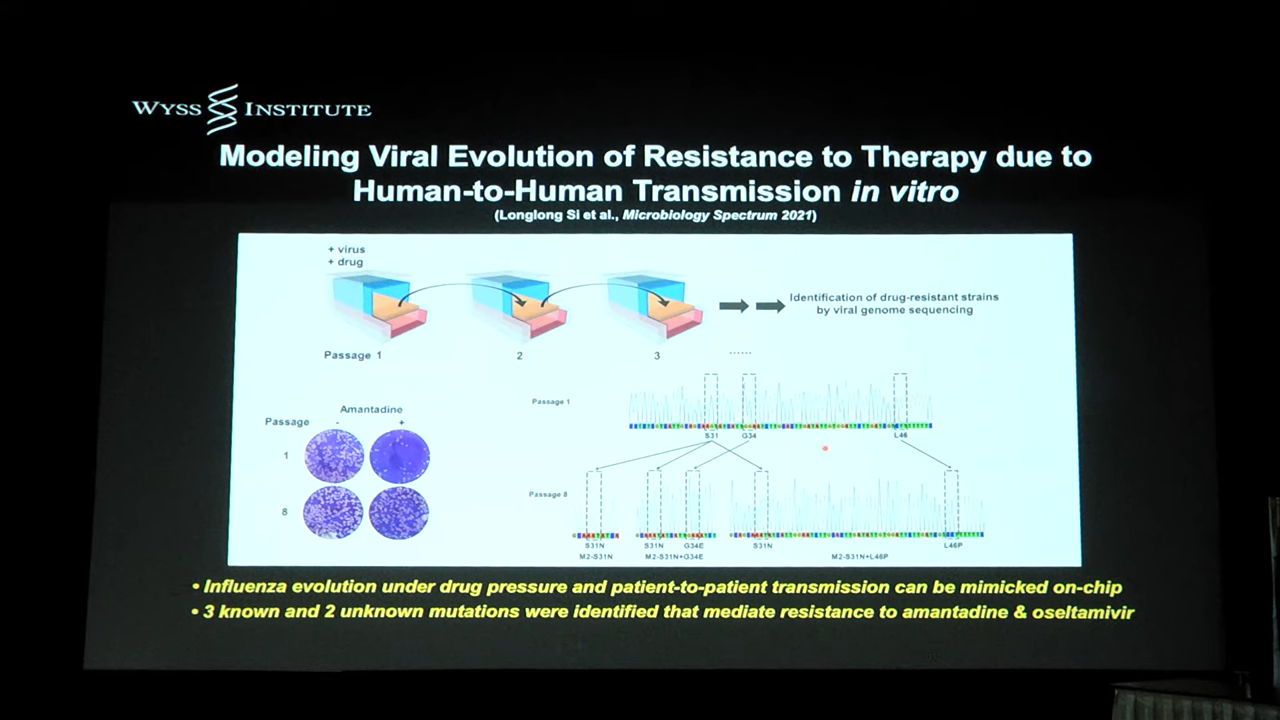 WYSS INSTITUTE
Modeling Viral Evolution of Resistance to Therapy due to
Human-to-Human Transmission in vitro
(Longlong Si et al., Microbiology Spectrum 2021)
+ virus
+ drug
Identification of drug-resistant strains
by viral genome sequencing
Passage 1
2
3
......
Amantadine
Passage
-
+
1
8
Passage 1
S31
G34
L46
Passage 8
S31N
S31N
G34E
S31N
L46P
M2-S31N
M2-S31N+G34E
M2-S31N+L46P
• Influenza evolution under drug pressure and patient-to-patient transmission can be mimicked on-chip
• 3 known and 2 unknown mutations were identified that mediate resistance to amantadine & oseltamivir